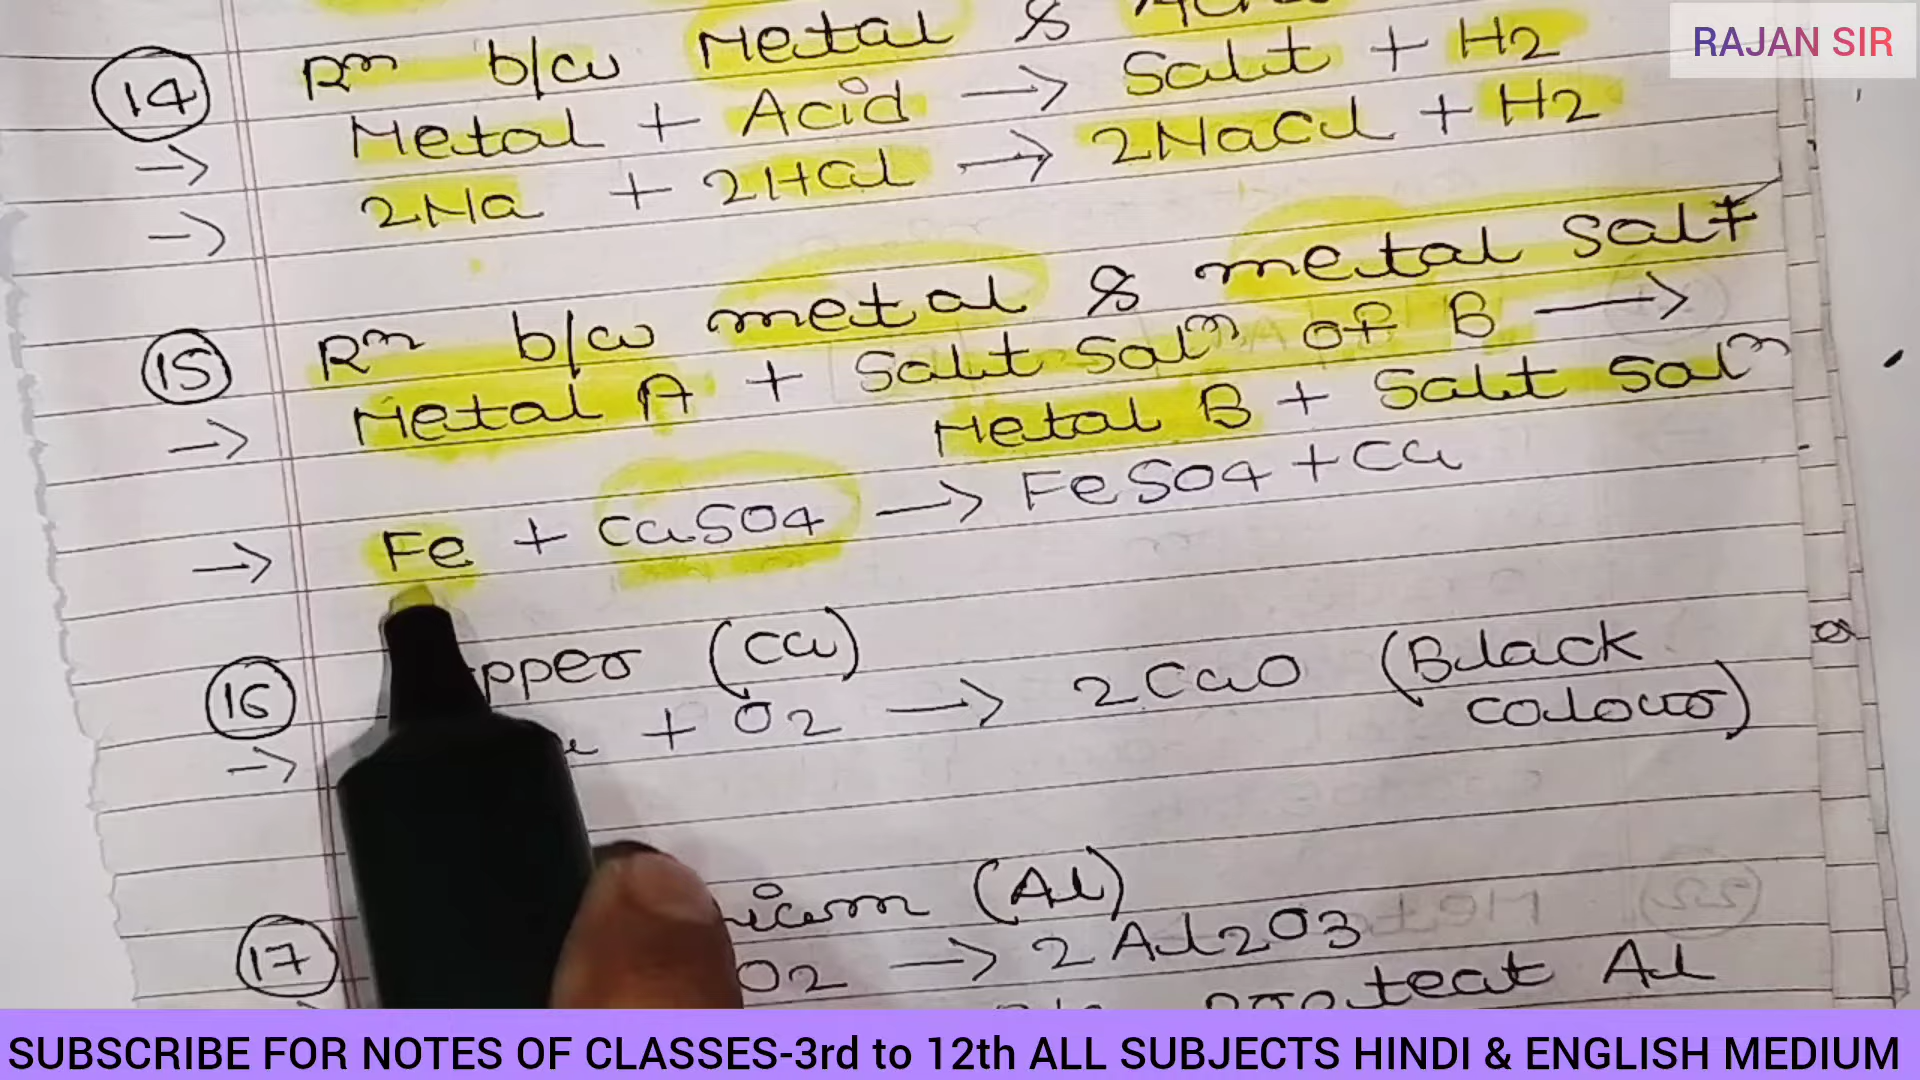 RAJAN SIR
14 Rⁿ b/w Metal & Acid
→ Metal + Acid → Salt + H2
→ 2Na + 2HCl → 2NaCl + H2
15 Rⁿ b/w metal & metal salt
→ Metal A + Salt Solⁿ of B →
Metal B + Salt Solⁿ
→ Fe + CuSO4 → FeSO4 + Cu
16 pper (Cu)
→ + O2 → 2CuO (Black
colour)
17 nium (Al)
O2 → 2Al2O3
proteat Al
SUBSCRIBE FOR NOTES OF CLASSES-3rd to 12th ALL SUBJECTS HINDI & ENGLISH MEDIUM